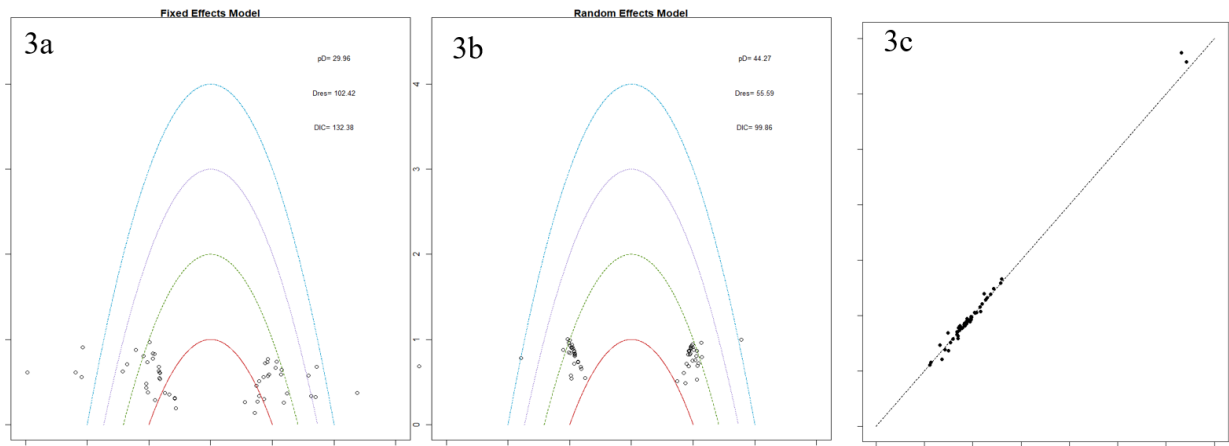 Fixed Effects Model
3a
pD= 29.96
Dres= 102.42
DIC= 132.38
Random Effects Model
3b
pD= 44.27
Dres= 55.59
DIC= 99.86
4
3
2
1
0
3c